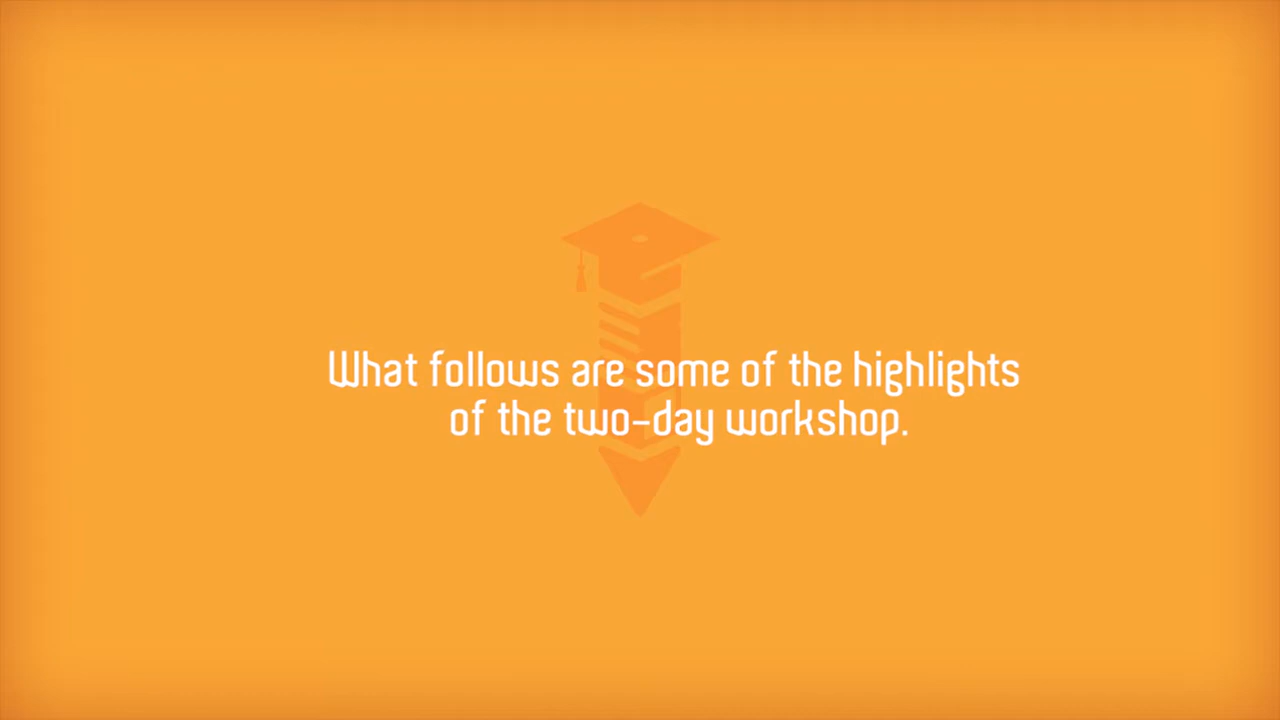 What follows are some of the highlights
of the two-day workshop.